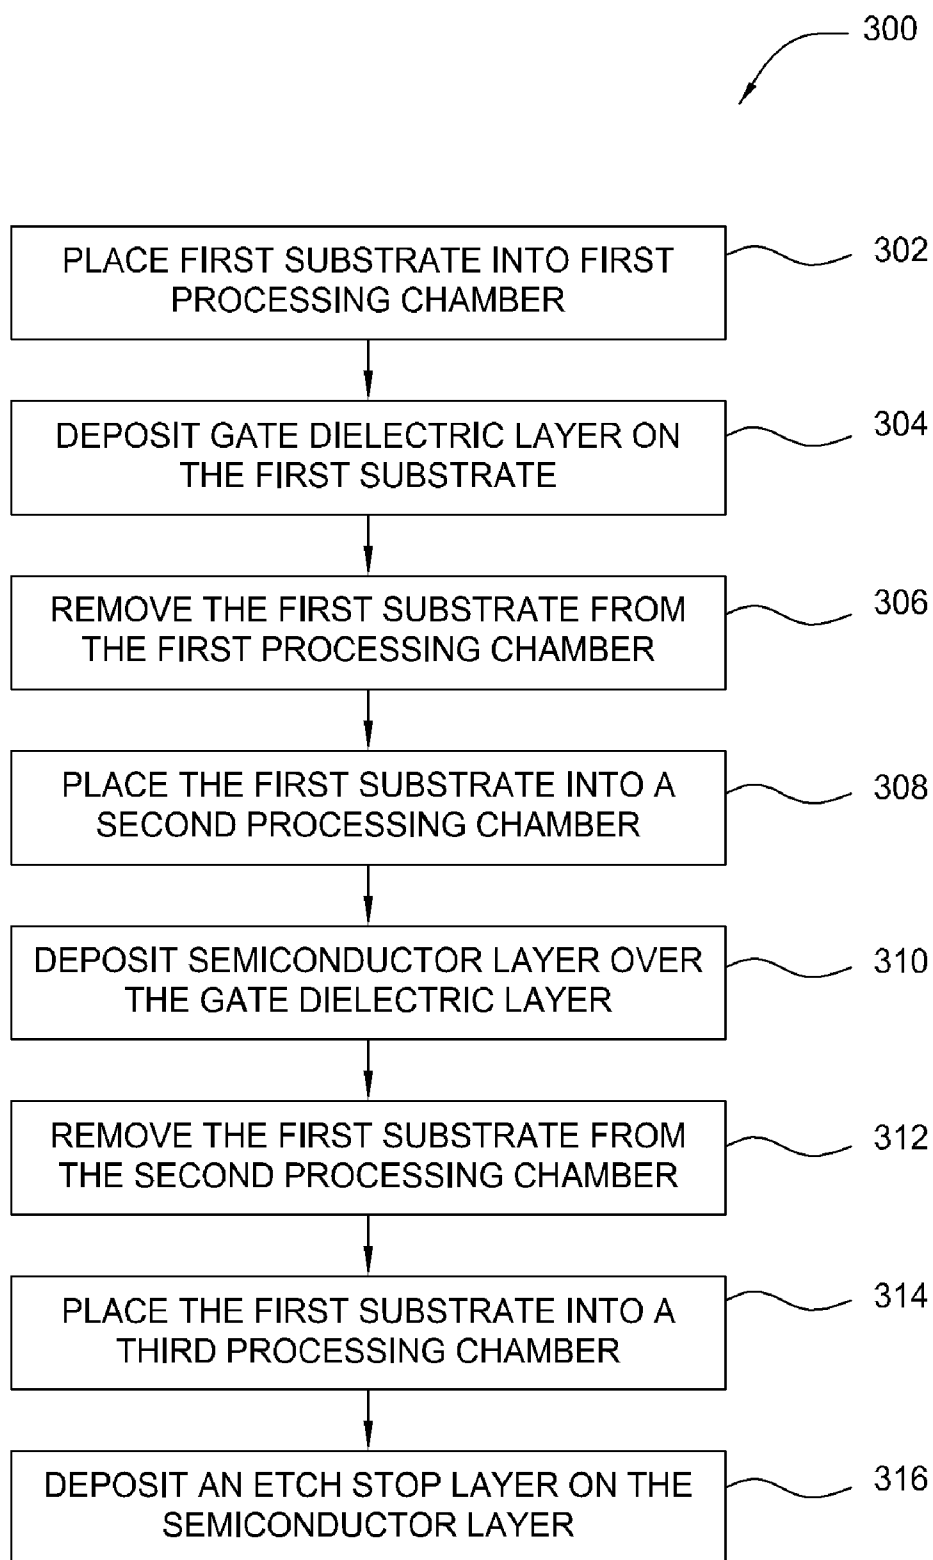 300
PLACE FIRST SUBSTRATE INTO FIRST
PROCESSING CHAMBER
302
DEPOSIT GATE DIELECTRIC LAYER ON
THE FIRST SUBSTRATE
304
REMOVE THE FIRST SUBSTRATE FROM
THE FIRST PROCESSING CHAMBER
306
PLACE THE FIRST SUBSTRATE INTO A
SECOND PROCESSING CHAMBER
308
DEPOSIT SEMICONDUCTOR LAYER OVER
THE GATE DIELECTRIC LAYER
310
REMOVE THE FIRST SUBSTRATE FROM
THE SECOND PROCESSING CHAMBER
312
PLACE THE FIRST SUBSTRATE INTO A
THIRD PROCESSING CHAMBER
314
DEPOSIT AN ETCH STOP LAYER ON THE
SEMICONDUCTOR LAYER
316